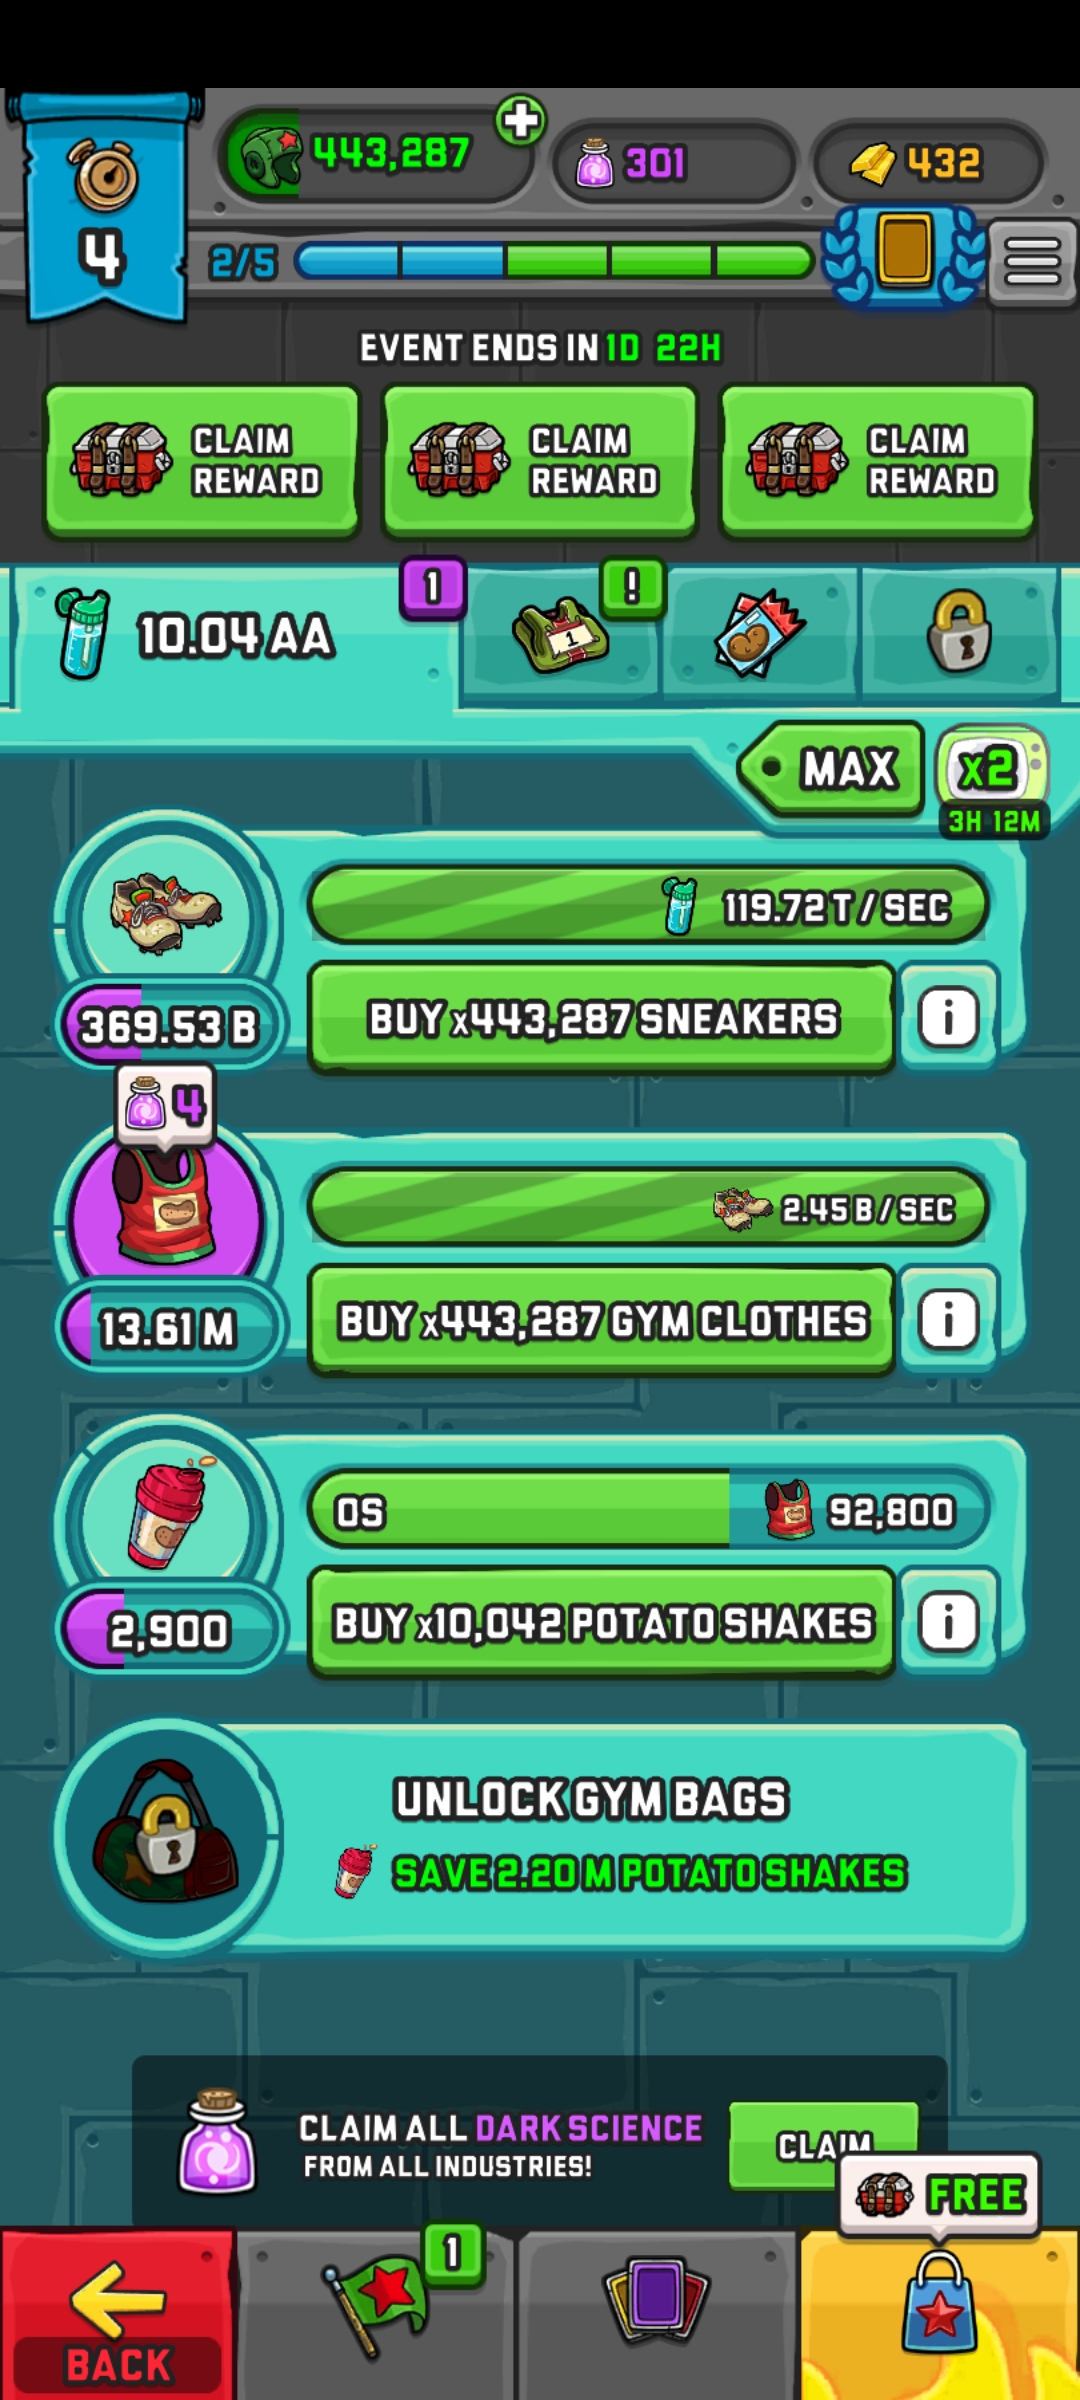 443,287
301
432
4
2/5
EVENT ENDS IN 1D 22H
CLAIM REWARD
CLAIM REWARD
CLAIM REWARD
10.04 AA
1
1
!
MAX
x2
3H 12M
119.72 T / SEC
369.53 B
BUY x443,287 SNEAKERS
i
4
2.45 B / SEC
13.61 M
BUY x443,287 GYM CLOTHES
i
0S
92,800
2,900
BUY x10,042 POTATO SHAKES
i
UNLOCK GYM BAGS
SAVE 2.20 M POTATO SHAKES
CLAIM ALL DARK SCIENCE
FROM ALL INDUSTRIES!
CLAIM
FREE
1
BACK